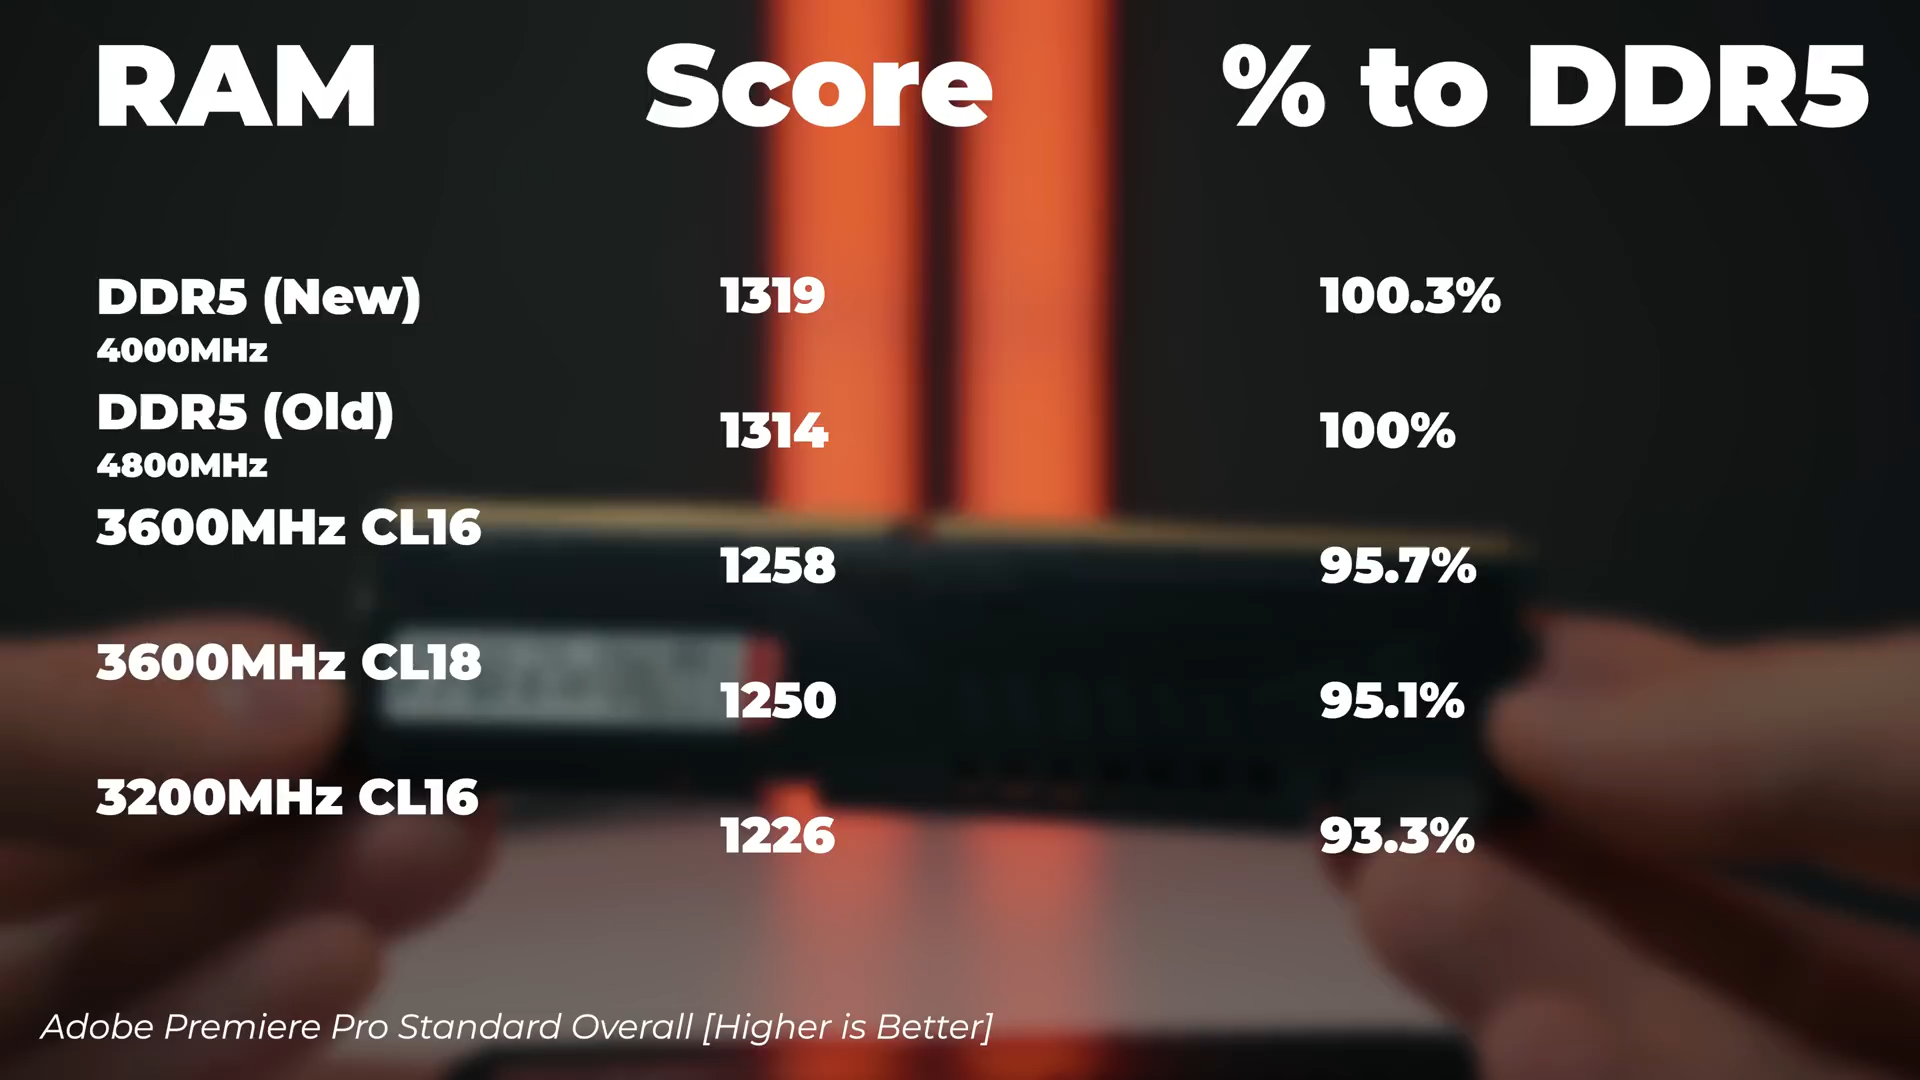 RAM Score % to DDR5
DDR5 (New) 1319 100.3%
4000MHz
DDR5 (Old) 1314 100%
4800MHz
3600MHz CL16 1258 95.7%
3600MHz CL18 1250 95.1%
3200MHz CL16 1226 93.3%
Adobe Premiere Pro Standard Overall [Higher is Better]